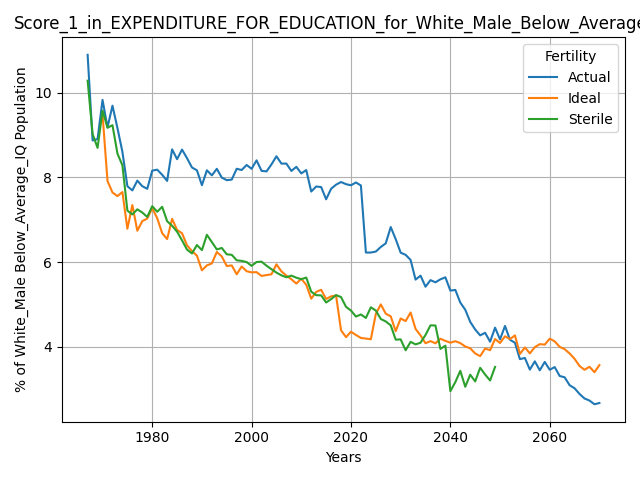 Score_1_in_EXPENDITURE_FOR_EDUCATION_for_White_Male_Below_Average
% of White_Male Below_Average_IQ Population
10
8
6
4
Fertility
Actual
Ideal
Sterile
1980 2000 2020 2040 2060
Years